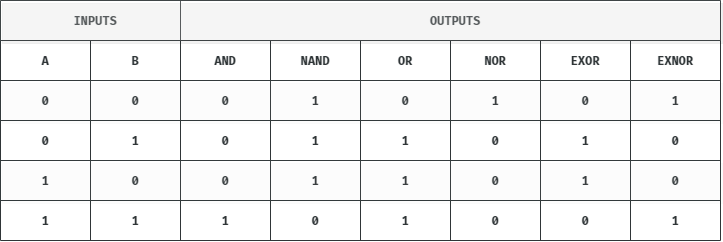 INPUTS OUTPUTS
A B AND NAND OR NOR EXOR EXNOR
0 0 0 1 0 1 0 1
0 1 0 1 1 0 1 0
1 0 0 1 1 0 1 0
1 1 1 0 1 0 0 1